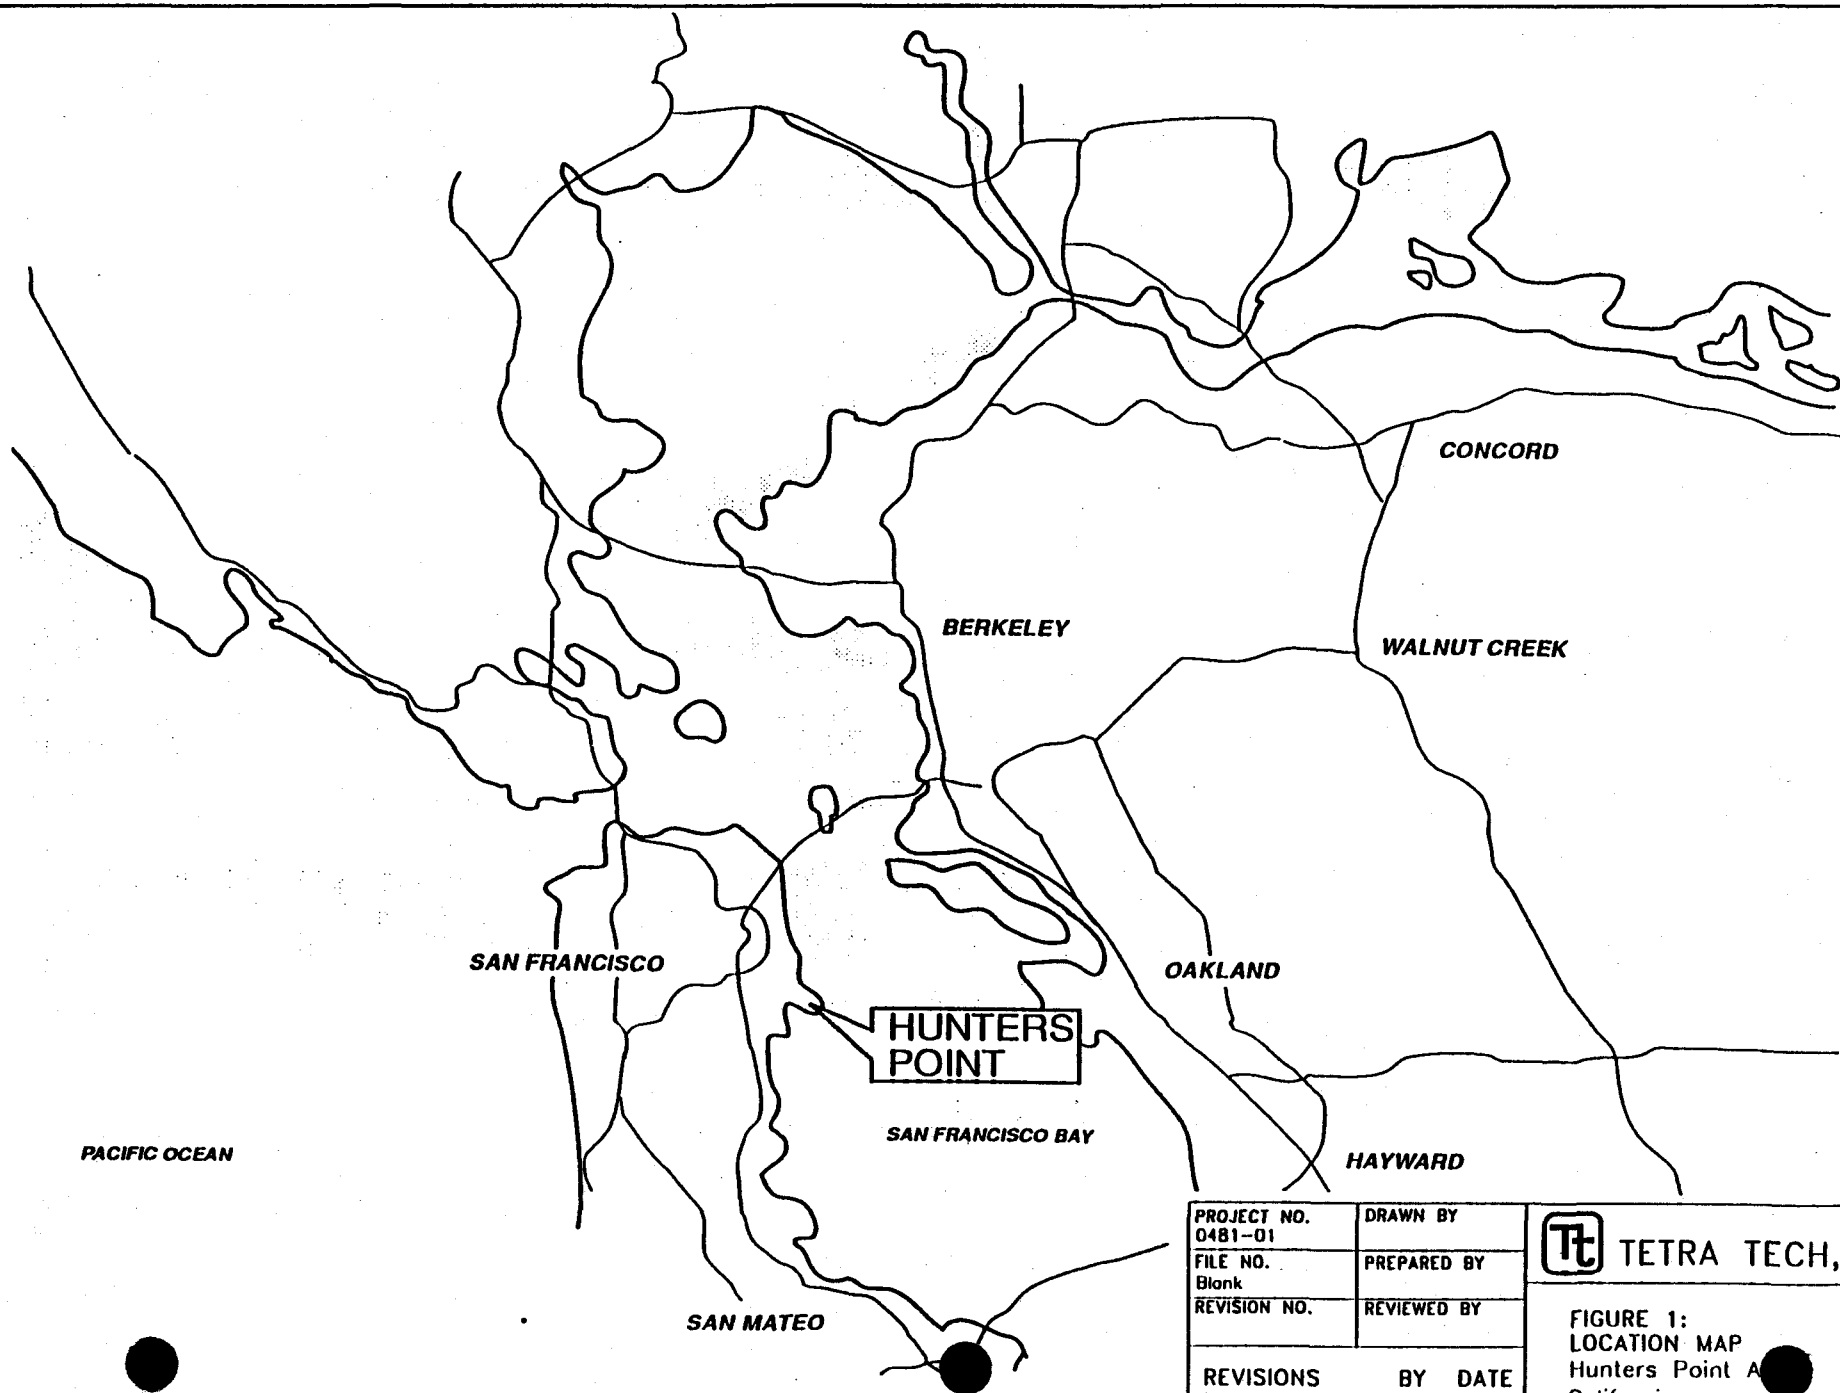 CONCORD
BERKELEY
WALNUT CREEK
SAN FRANCISCO
OAKLAND
HUNTERS
POINT
SAN FRANCISCO BAY
PACIFIC OCEAN
HAYWARD
SAN MATEO
PROJECT NO.
0481-01
DRAWN BY
FILE NO.
Blank
PREPARED BY
REVISION NO.
REVIEWED BY
REVISIONS BY DATE
Tt TETRA TECH,
FIGURE 1:
LOCATION MAP
Hunters Point A